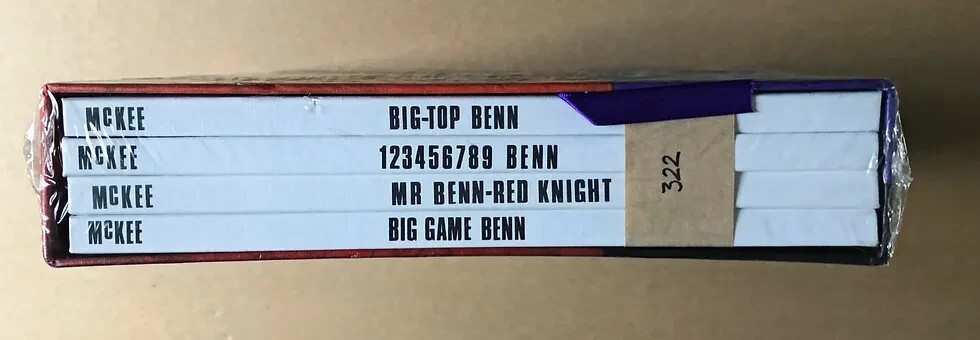 McKEE BIG-TOP BENN
McKEE 123456789 BENN
McKEE MR BENN-RED KNIGHT
McKEE BIG GAME BENN
322